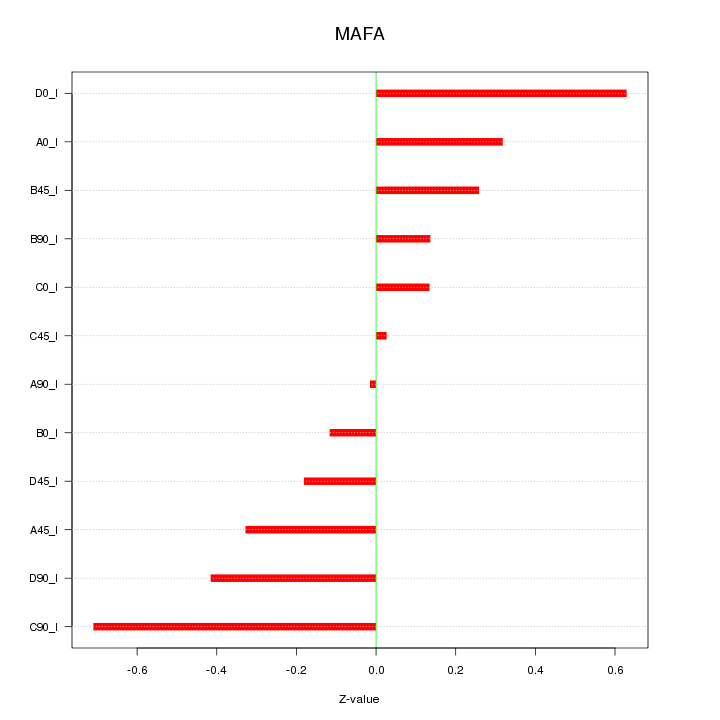 MAFA
D0_I
A0_I
B45_I
B90_I
C0_I
C45_I
A90_I
B0_I
D45_I
A45_I
D90_I
C90_I
-0.6 -0.4 -0.2 0.0 0.2 0.4 0.6
Z-value